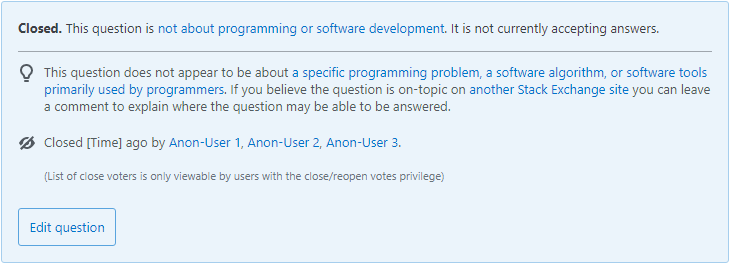 Closed. This question is not about programming or software development. It is not currently accepting answers.
This question does not appear to be about a specific programming problem, a software algorithm, or software tools
primarily used by programmers. If you believe the question is on-topic on another Stack Exchange site you can leave
a comment to explain where the question may be able to be answered.
Closed [Time] ago by Anon-User 1, Anon-User 2, Anon-User 3.
(List of close voters is only viewable by users with the close/reopen votes privilege)
Edit question